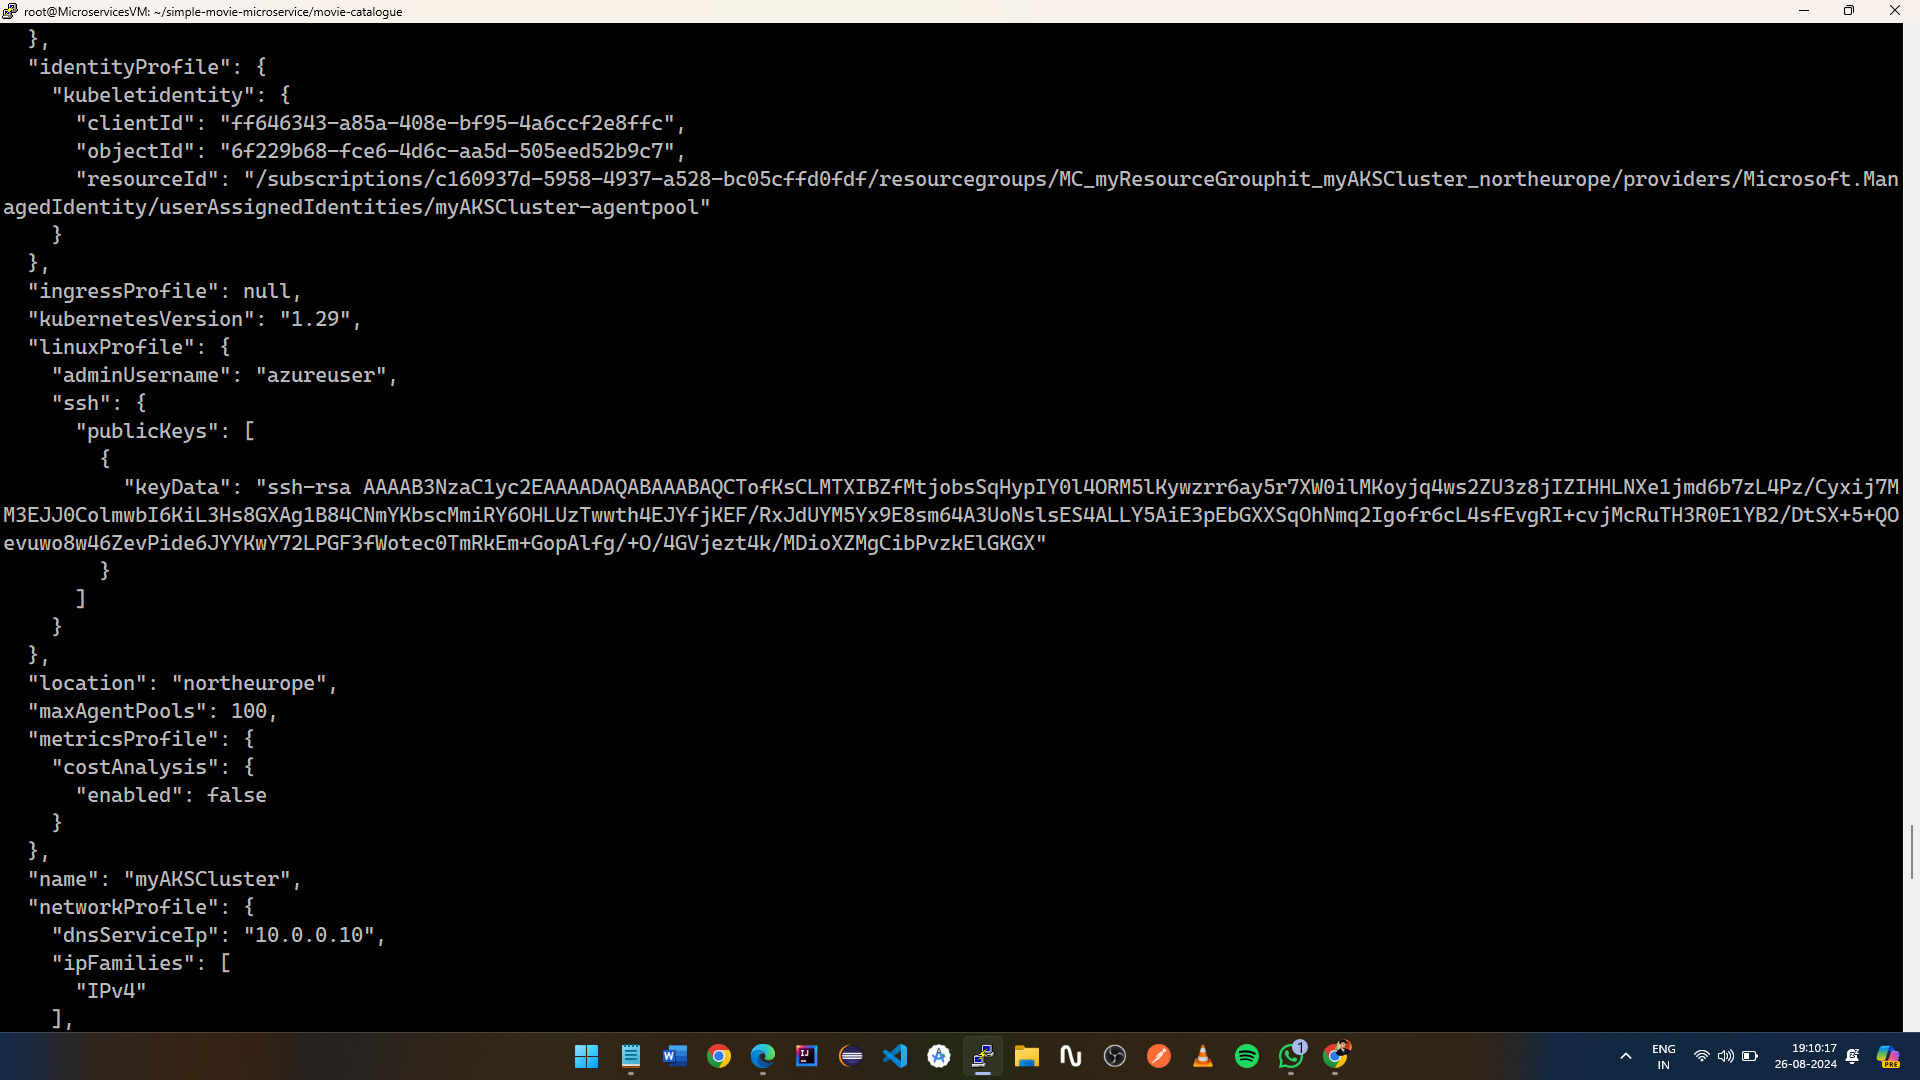 root@MicroservicesVM: ~/simple-movie-microservice/movie-catalogue
  },
  "identityProfile": {
    "kubeletidentity": {
      "clientId": "ff646343-a85a-408e-bf95-4a6ccf2e8ffc",
      "objectId": "6f229b68-fce6-4d6c-aa5d-505eed52b9c7",
      "resourceId": "/subscriptions/c160937d-5958-4937-a528-bc05cffd0fdf/resourcegroups/MC_myResourceGrouphit_myAKSCluster_northeurope/providers/Microsoft.Man
agedIdentity/userAssignedIdentities/myAKSCluster-agentpool"
    }
  },
  "ingressProfile": null,
  "kubernetesVersion": "1.29",
  "linuxProfile": {
    "adminUsername": "azureuser",
    "ssh": {
      "publicKeys": [
        {
          "keyData": "ssh-rsa AAAAB3NzaC1yc2EAAAADAQABAAABAQCTofKsCLMTXIBZfMtjobsSqHypIY0l4ORM5lKywzrr6ay5r7XW0ilMKoyjq4ws2ZU3z8jIZIHHLNXe1jmd6b7zL4Pz/Cyxij7M
M3EJJ0ColmwbI6KiL3Hs8GXAg1B84CNmYKbscMmiRY6OHLUzTwwth4EJYfjKEF/RxJdUYM5Yx9E8sm64A3UoNslsES4ALLY5AiE3pEbGXXSqOhNmq2Igofr6cL4sfEvgRI+cvjMcRuTH3R0E1YB2/DtSX+5+QO
evuwo8w46ZevPide6JYYKwY72LPGF3fWotec0TmRkEm+GopAlfg/+O/4GVjezt4k/MDioXZMgCibPvzkElGKGX"
        }
      ]
    }
  },
  "location": "northeurope",
  "maxAgentPools": 100,
  "metricsProfile": {
    "costAnalysis": {
      "enabled": false
    }
  },
  "name": "myAKSCluster",
  "networkProfile": {
    "dnsServiceIp": "10.0.0.10",
    "ipFamilies": [
      "IPv4"
    ],
ENG
IN
19:10:17
26-08-2024
1
PRE